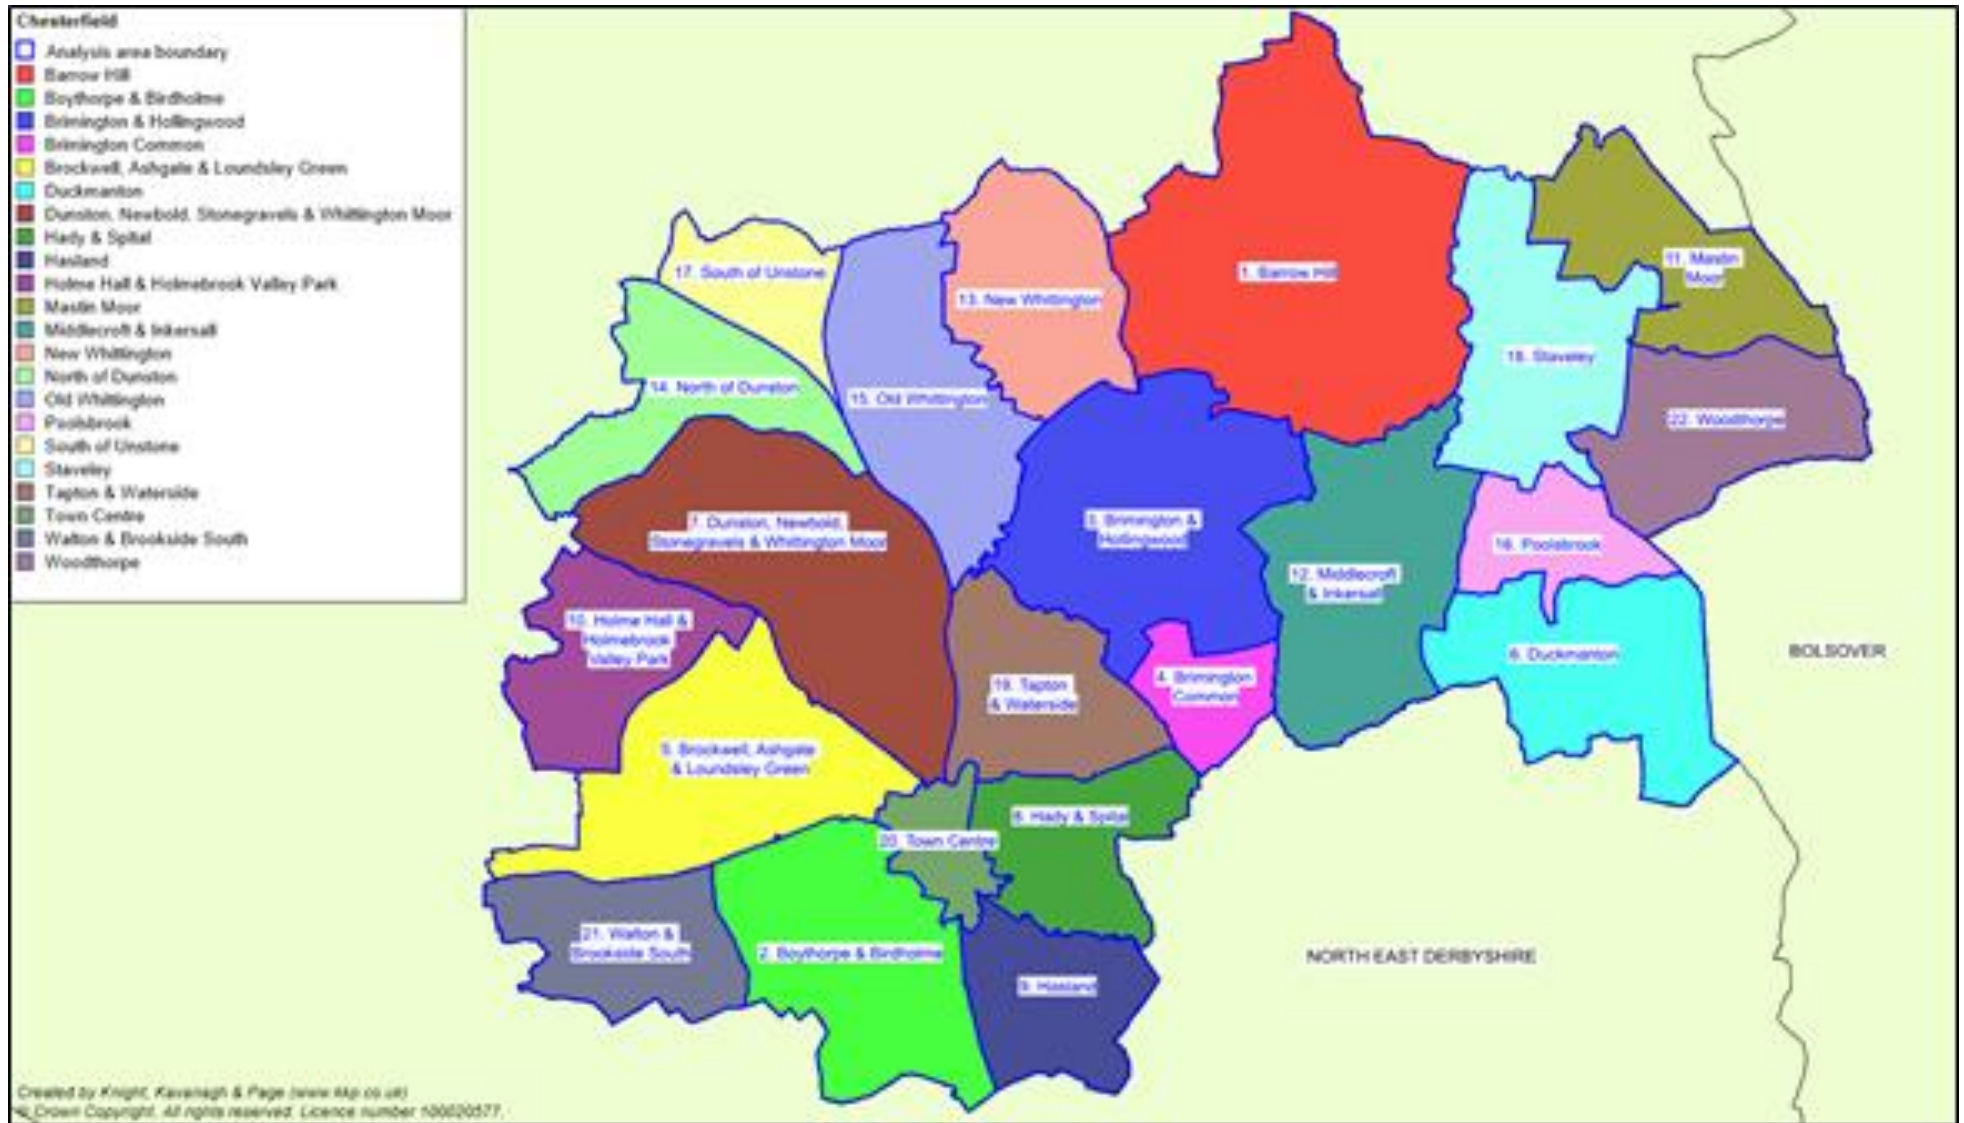 Chesterfield
Analysis area boundary
Barrow Hill
Boythorpe & Birdholme
Brimington & Hollingwood
Brimington Common
Brockwell, Ashgate & Loundsley Green
Duckmanton
Dunston, Newbold, Stonegravels & Whittington Moor
Hady & Spital
Hasland
Holme Hall & Holmebrook Valley Park
Mastin Moor
Middlecroft & Inkersall
New Whittington
North of Dunston
Old Whittington
Poolsbrook
South of Unstone
Staveley
Tapton & Waterside
Town Centre
Walton & Brookside South
Woodthorpe
17. South of Unstone
13. New Whittington
1. Barrow Hill
11. Mastin
Moor
14. North of Dunston
15. Old Whittington
18. Staveley
22. Woodthorpe
7. Dunston, Newbold,
Stonegravels & Whittington Moor
3. Brimington &
Hollingwood
12. Middlecroft
& Inkersall
16. Poolsbrook
10. Holme Hall &
Holmebrook
Valley Park
6. Duckmanton
BOLSOVER
19. Tapton
& Waterside
4. Brimington
Common
5. Brockwell, Ashgate
& Loundsley Green
8. Hady & Spital
20. Town Centre
21. Walton &
Brookside South
2. Boythorpe & Birdholme
9. Hasland
NORTH EAST DERBYSHIRE
Created by Knight, Kavanagh & Page (www.kkp.co.uk)
© Crown Copyright. All rights reserved. Licence number 100020577.